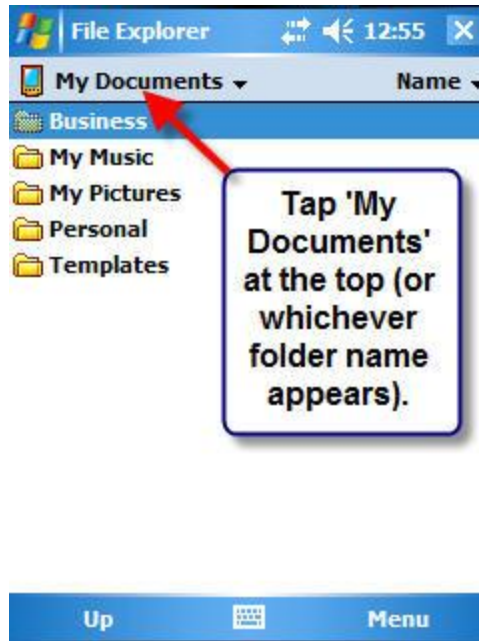 File Explorer 12:55
My Documents Name
Business
My Music
My Pictures
Personal
Templates
Tap 'My
Documents'
at the top (or
whichever
folder name
appears).
Up Menu